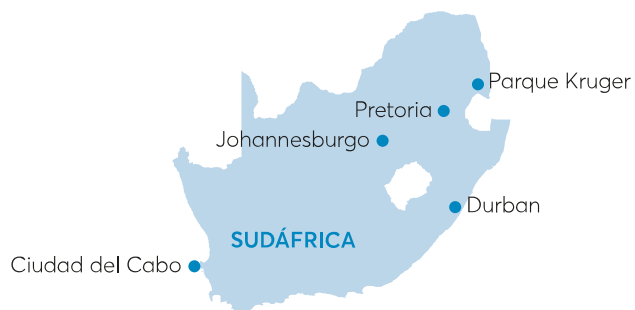 Parque Kruger
Pretoria
Johannesburgo
Durban
SUDÁFRICA
Ciudad del Cabo